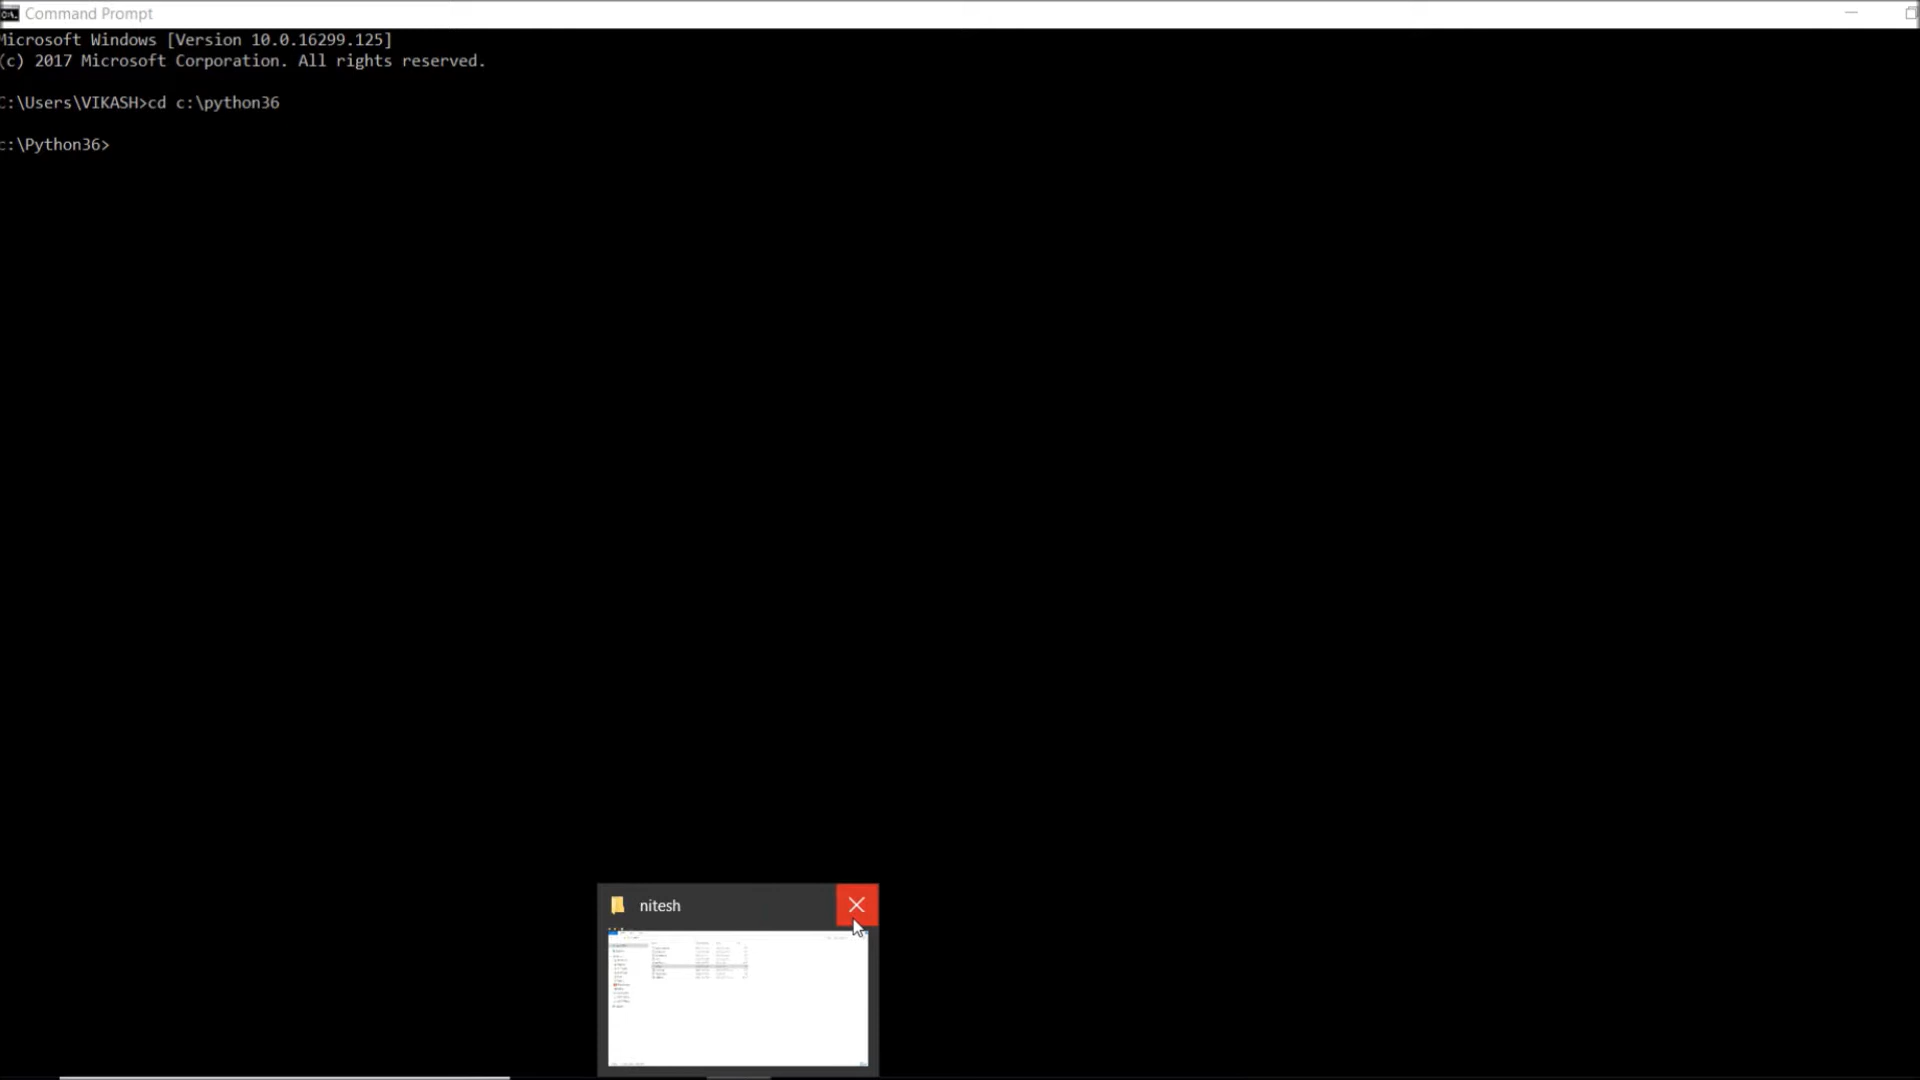 Command Prompt
Microsoft Windows [Version 10.0.16299.125]
(c) 2017 Microsoft Corporation. All rights reserved.
C:\Users\VIKASH>cd c:\python36
c:\Python36>
nitesh